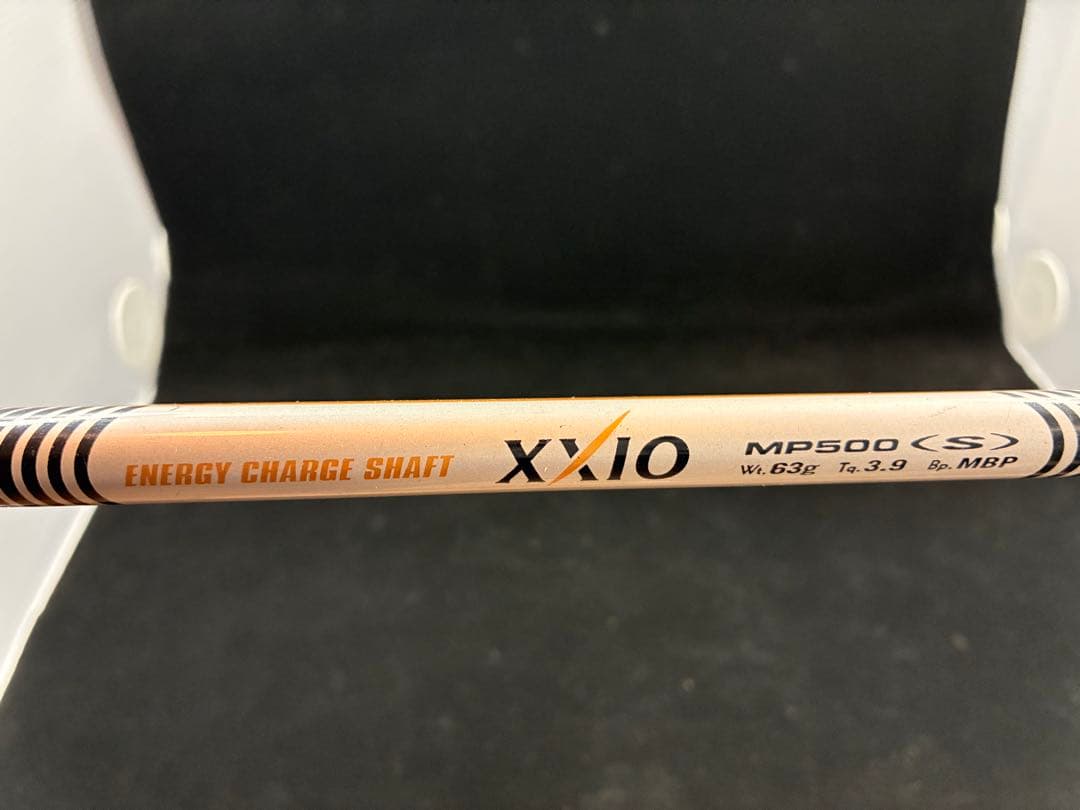 ENERGY CHARGE SHAFT
XXIO
MP500 <S>
Wt. 63g Tq. 3.9 Bp. MBP